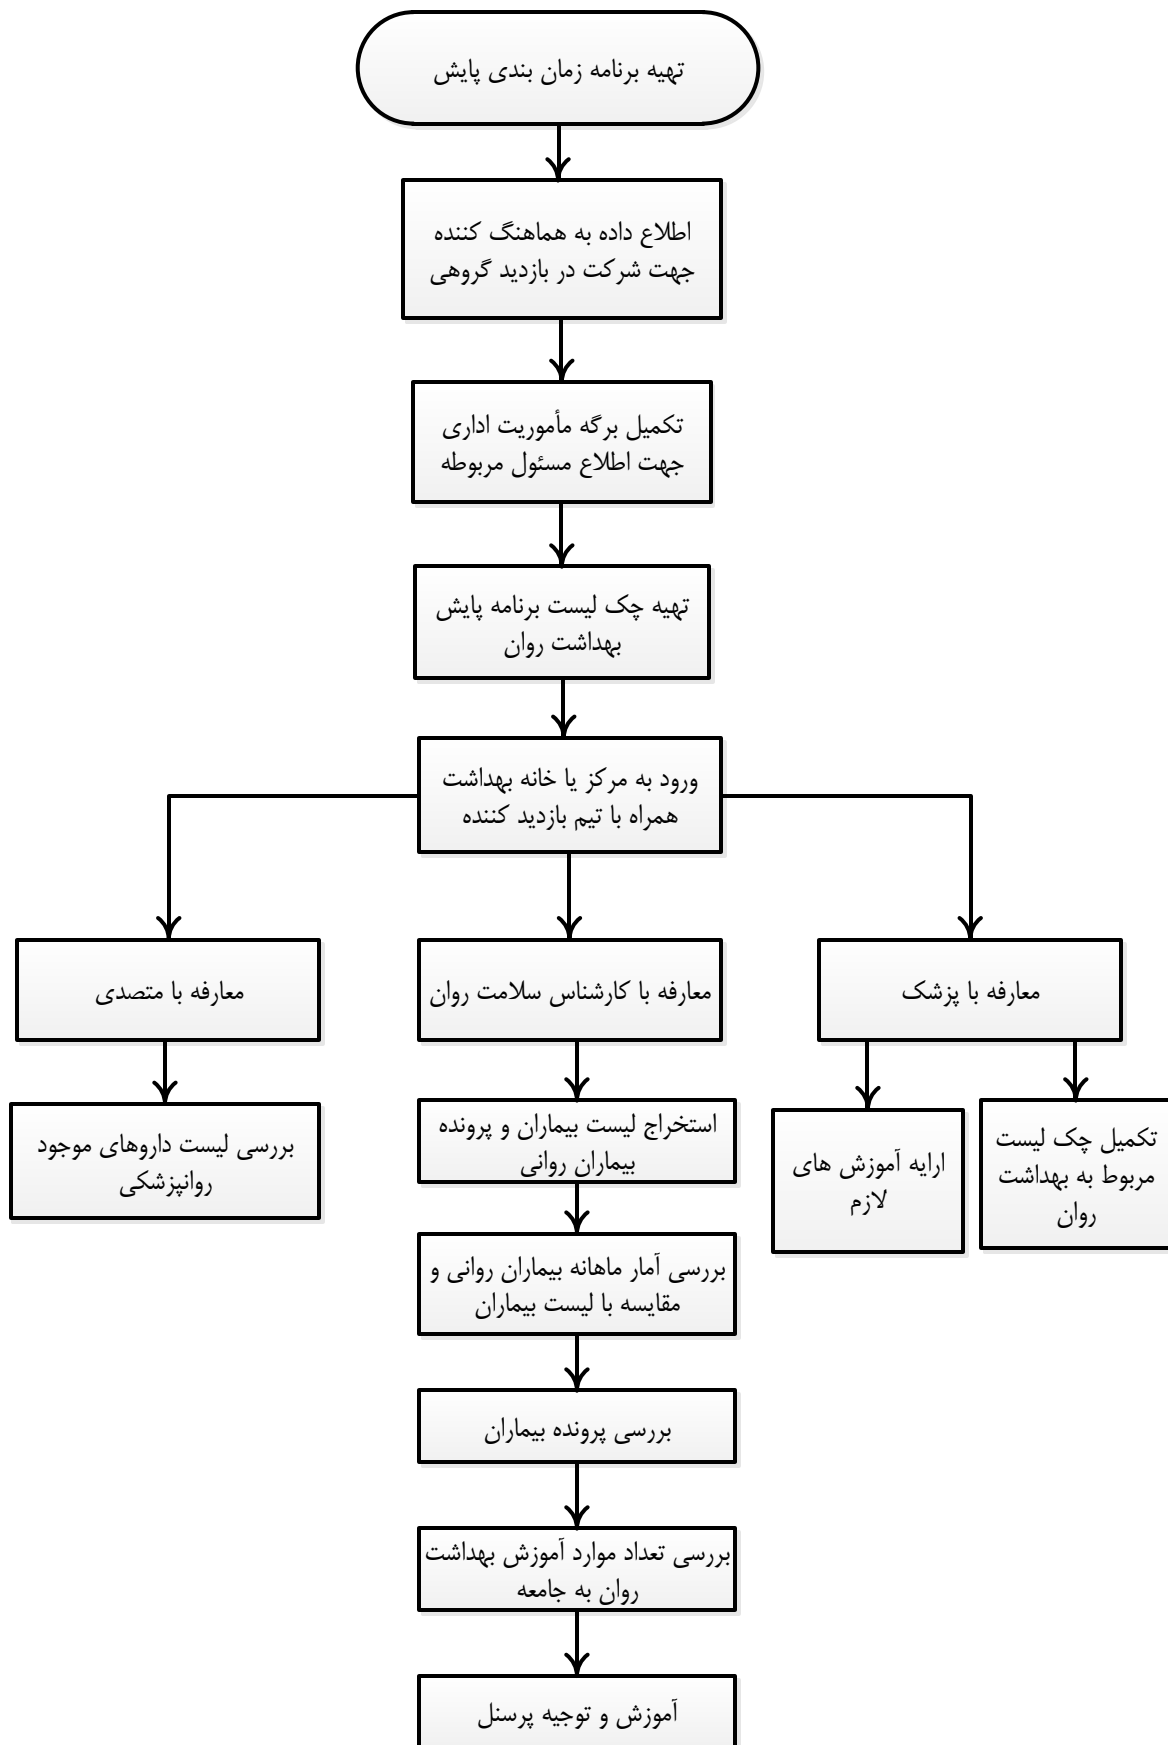 تهیه برنامه زمان بندی پایش
اطلاع داده به هماهنگ کننده
جهت شرکت در بازدید گروهی
تکمیل برگه مأموریت اداری
جهت اطلاع مسئول مربوطه
تهیه چک لیست برنامه پایش
بهداشت روان
ورود به مرکز یا خانه بهداشت
همراه با تیم بازدید کننده
معارفه با پزشک
معارفه با کارشناس سلامت روان
معارفه با متصدی
تکمیل چک لیست
مربوط به بهداشت
روان
ارایه آموزش های
لازم
استخراج لیست بیماران و پرونده
بیماران روانی
بررسی لیست داروهای موجود
روانپزشکی
بررسی آمار ماهانه بیماران روانی و
مقایسه با لیست بیماران
بررسی پرونده بیماران
بررسی تعداد موارد آموزش بهداشت
روان به جامعه
آموزش و توجیه پرسنل